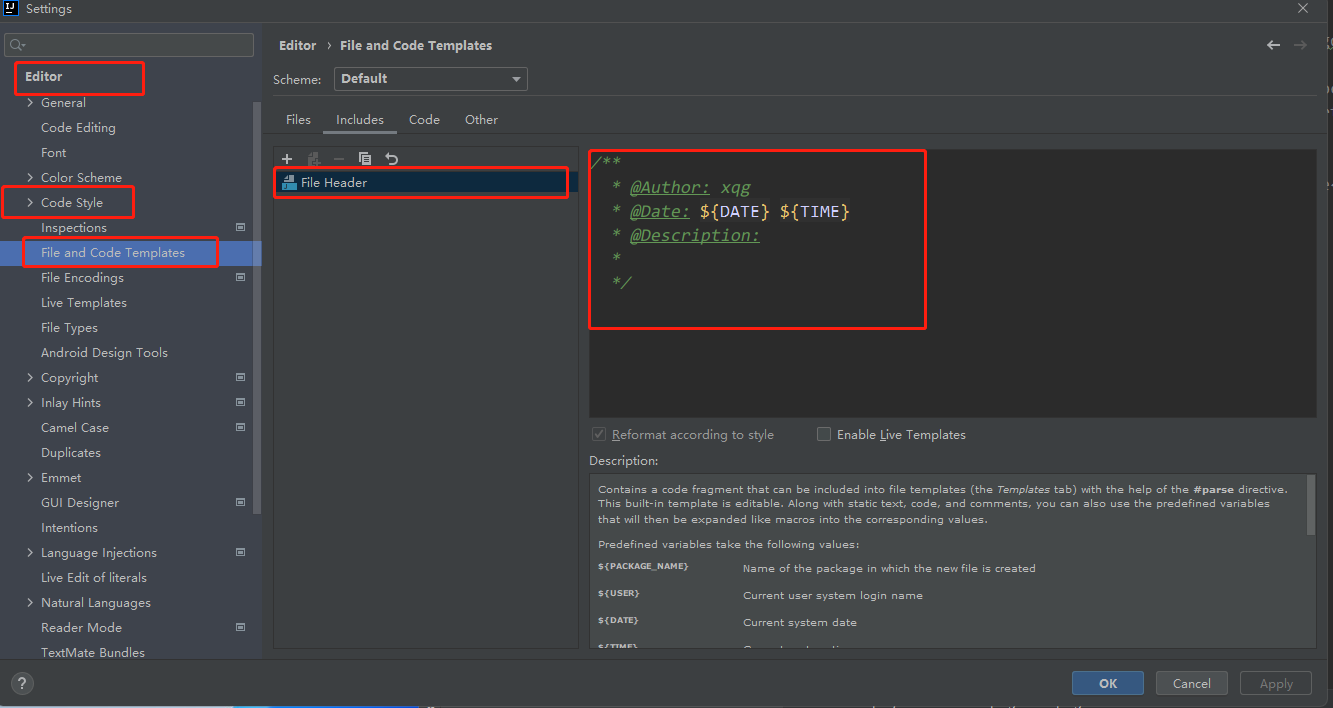 IJ
Settings
Editor
General
Code Editing
Font
Color Scheme
Code Style
Inspections
File and Code Templates
File Encodings
Live Templates
File Types
Android Design Tools
Copyright
Inlay Hints
Camel Case
Duplicates
Emmet
GUI Designer
Intentions
Language Injections
Live Edit of literals
Natural Languages
Reader Mode
TextMate Bundles
Editor › File and Code Templates
Scheme: Default
Files Includes Code Other
File Header
/**
* @Author: xqg
* @Date: ${DATE} ${TIME}
* @Description:
*
*/
Reformat according to style Enable Live Templates
Description:
Contains a code fragment that can be included into file templates (the Templates tab) with the help of the #parse directive.
This built-in template is editable. Along with static text, code, and comments, you can also use the predefined variables
that will then be expanded like macros into the corresponding values.
Predefined variables take the following values:
${PACKAGE_NAME} Name of the package in which the new file is created
${USER} Current user system login name
${DATE} Current system date
${TIME}
? OK Cancel Apply